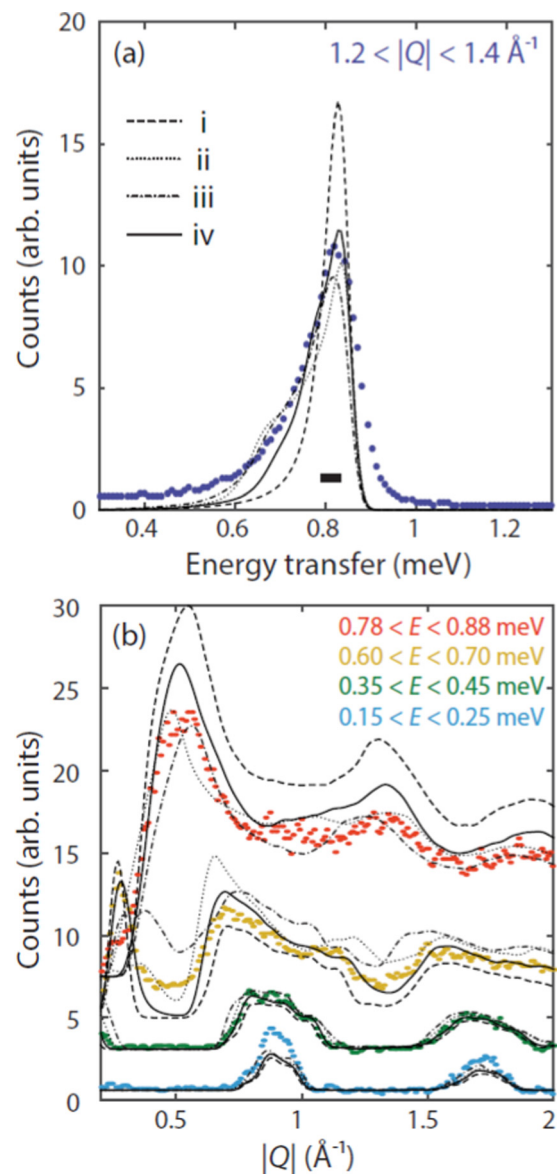 (a)
1.2 < |Q| < 1.4 Å⁻¹
20
15
10
5
0
Counts (arb. units)
i
ii
iii
iv
0.4 0.6 0.8 1 1.2
Energy transfer (meV)
(b)
0.78 < E < 0.88 meV
0.60 < E < 0.70 meV
0.35 < E < 0.45 meV
0.15 < E < 0.25 meV
30
25
20
15
10
5
0
Counts (arb. units)
0.5 1 1.5 2
|Q| (Å⁻¹)